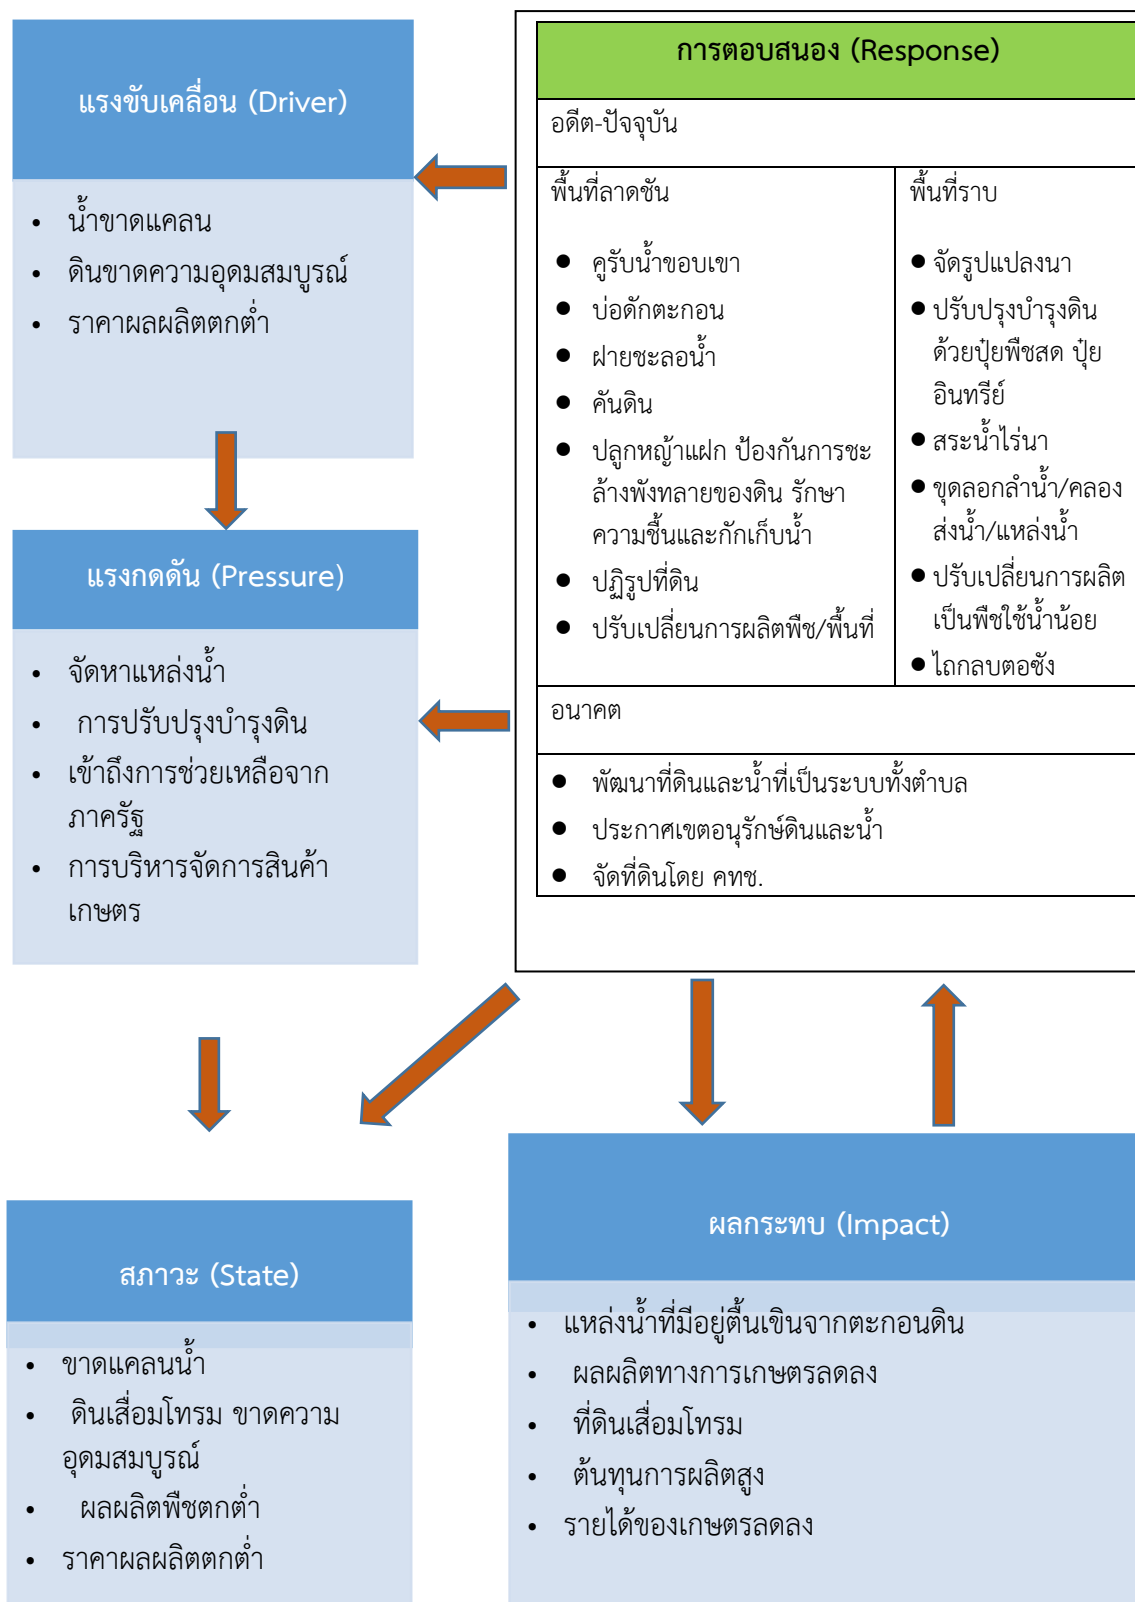 แรงขับเคลื่อน (Driver)
• น้ำขาดแคลน
• ดินขาดความอุดมสมบูรณ์
• ราคาผลผลิตตกต่ำ
แรงกดดัน (Pressure)
• จัดหาแหล่งน้ำ
• การปรับปรุงบำรุงดิน
• เข้าถึงการช่วยเหลือจาก
ภาครัฐ
• การบริหารจัดการสินค้า
เกษตร
การตอบสนอง (Response)
อดีต-ปัจจุบัน
พื้นที่ลาดชัน
● คูรับน้ำขอบเขา
● บ่อดักตะกอน
● ฝายชะลอน้ำ
● คันดิน
● ปลูกหญ้าแฝก ป้องกันการชะ
ล้างพังทลายของดิน รักษา
ความชื้นและกักเก็บน้ำ
● ปฏิรูปที่ดิน
● ปรับเปลี่ยนการผลิตพืช/พื้นที่
พื้นที่ราบ
● จัดรูปแปลงนา
● ปรับปรุงบำรุงดิน
ด้วยปุ๋ยพืชสด ปุ๋ย
อินทรีย์
● สระน้ำไร่นา
● ขุดลอกลำน้ำ/คลอง
ส่งน้ำ/แหล่งน้ำ
● ปรับเปลี่ยนการผลิต
เป็นพืชใช้น้ำน้อย
● ไถกลบตอซัง
อนาคต
● พัฒนาที่ดินและน้ำที่เป็นระบบทั้งตำบล
● ประกาศเขตอนุรักษ์ดินและน้ำ
● จัดที่ดินโดย คทช.
สภาวะ (State)
• ขาดแคลนน้ำ
• ดินเสื่อมโทรม ขาดความ
อุดมสมบูรณ์
• ผลผลิตพืชตกต่ำ
• ราคาผลผลิตตกต่ำ
ผลกระทบ (Impact)
• แหล่งน้ำที่มีอยู่ตื้นเขินจากตะกอนดิน
• ผลผลิตทางการเกษตรลดลง
• ที่ดินเสื่อมโทรม
• ต้นทุนการผลิตสูง
• รายได้ของเกษตรลดลง